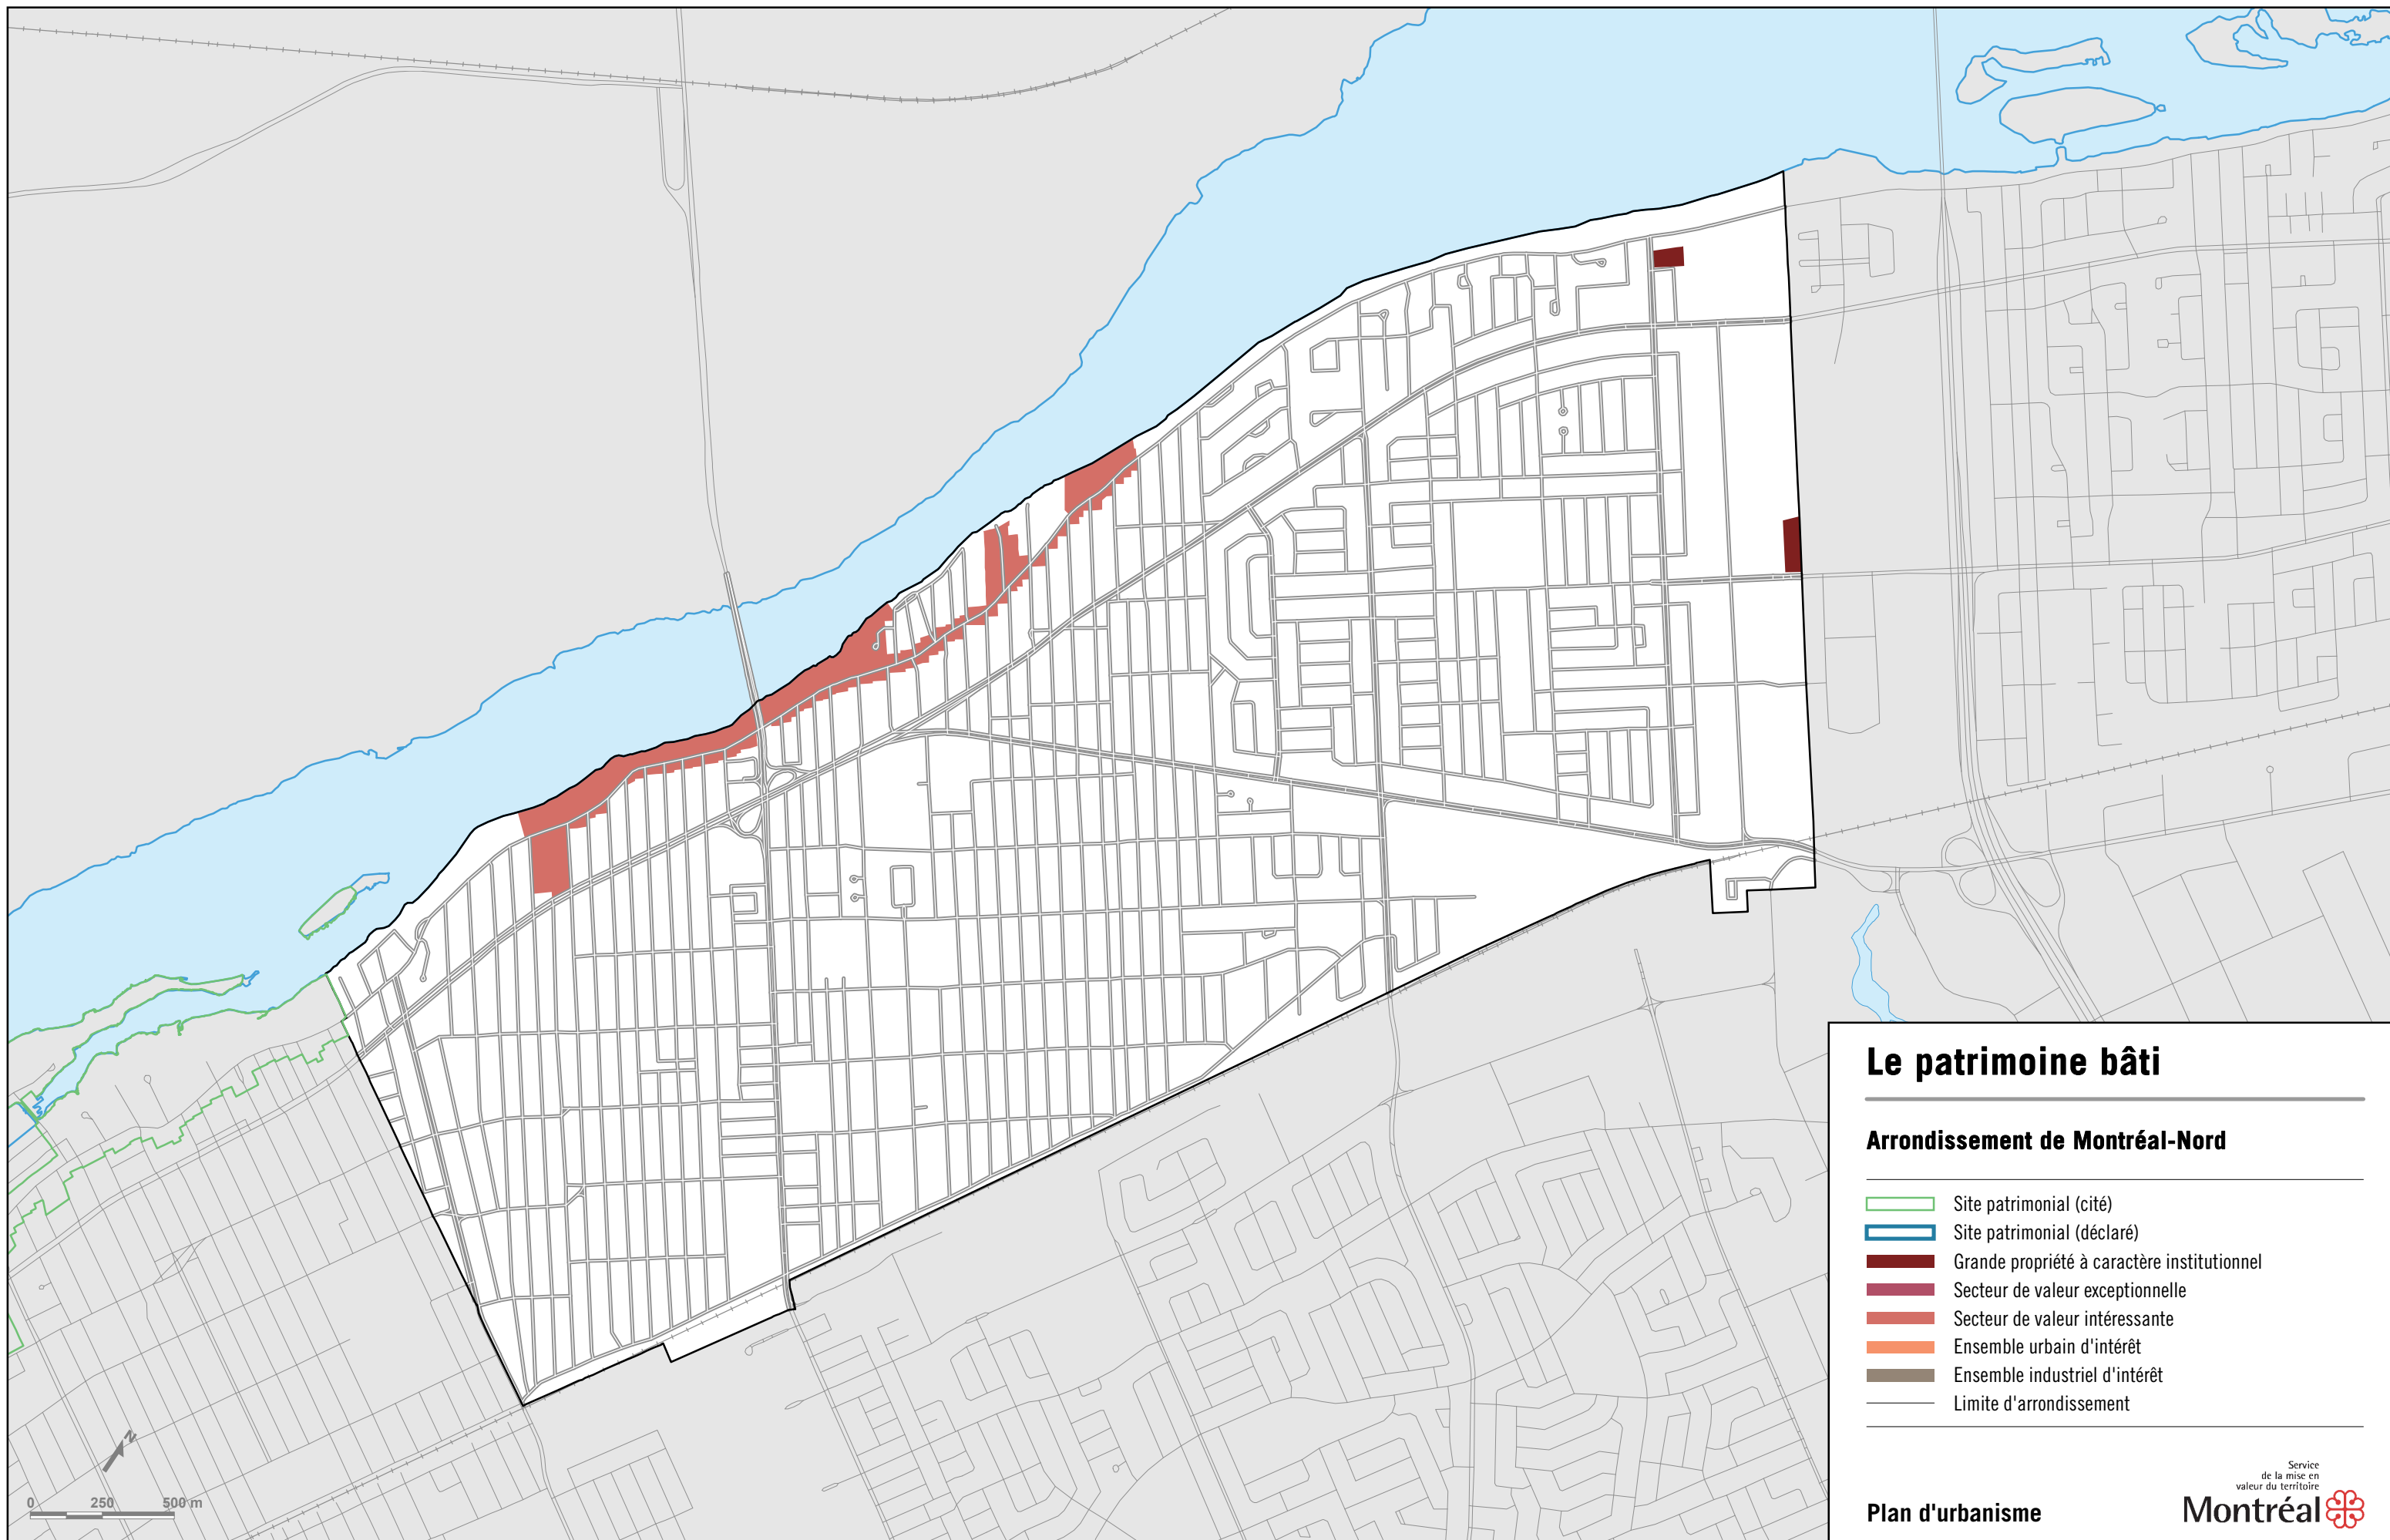 Le patrimoine bâti
Arrondissement de Montréal-Nord
Site patrimonial (cité)
Site patrimonial (déclaré)
Grande propriété à caractère institutionnel
Secteur de valeur exceptionnelle
Secteur de valeur intéressante
Ensemble urbain d'intérêt
Ensemble industriel d'intérêt
Limite d'arrondissement
N
0 250 500 m
Service
de la mise en
valeur du territoire
Plan d'urbanisme
Montréal